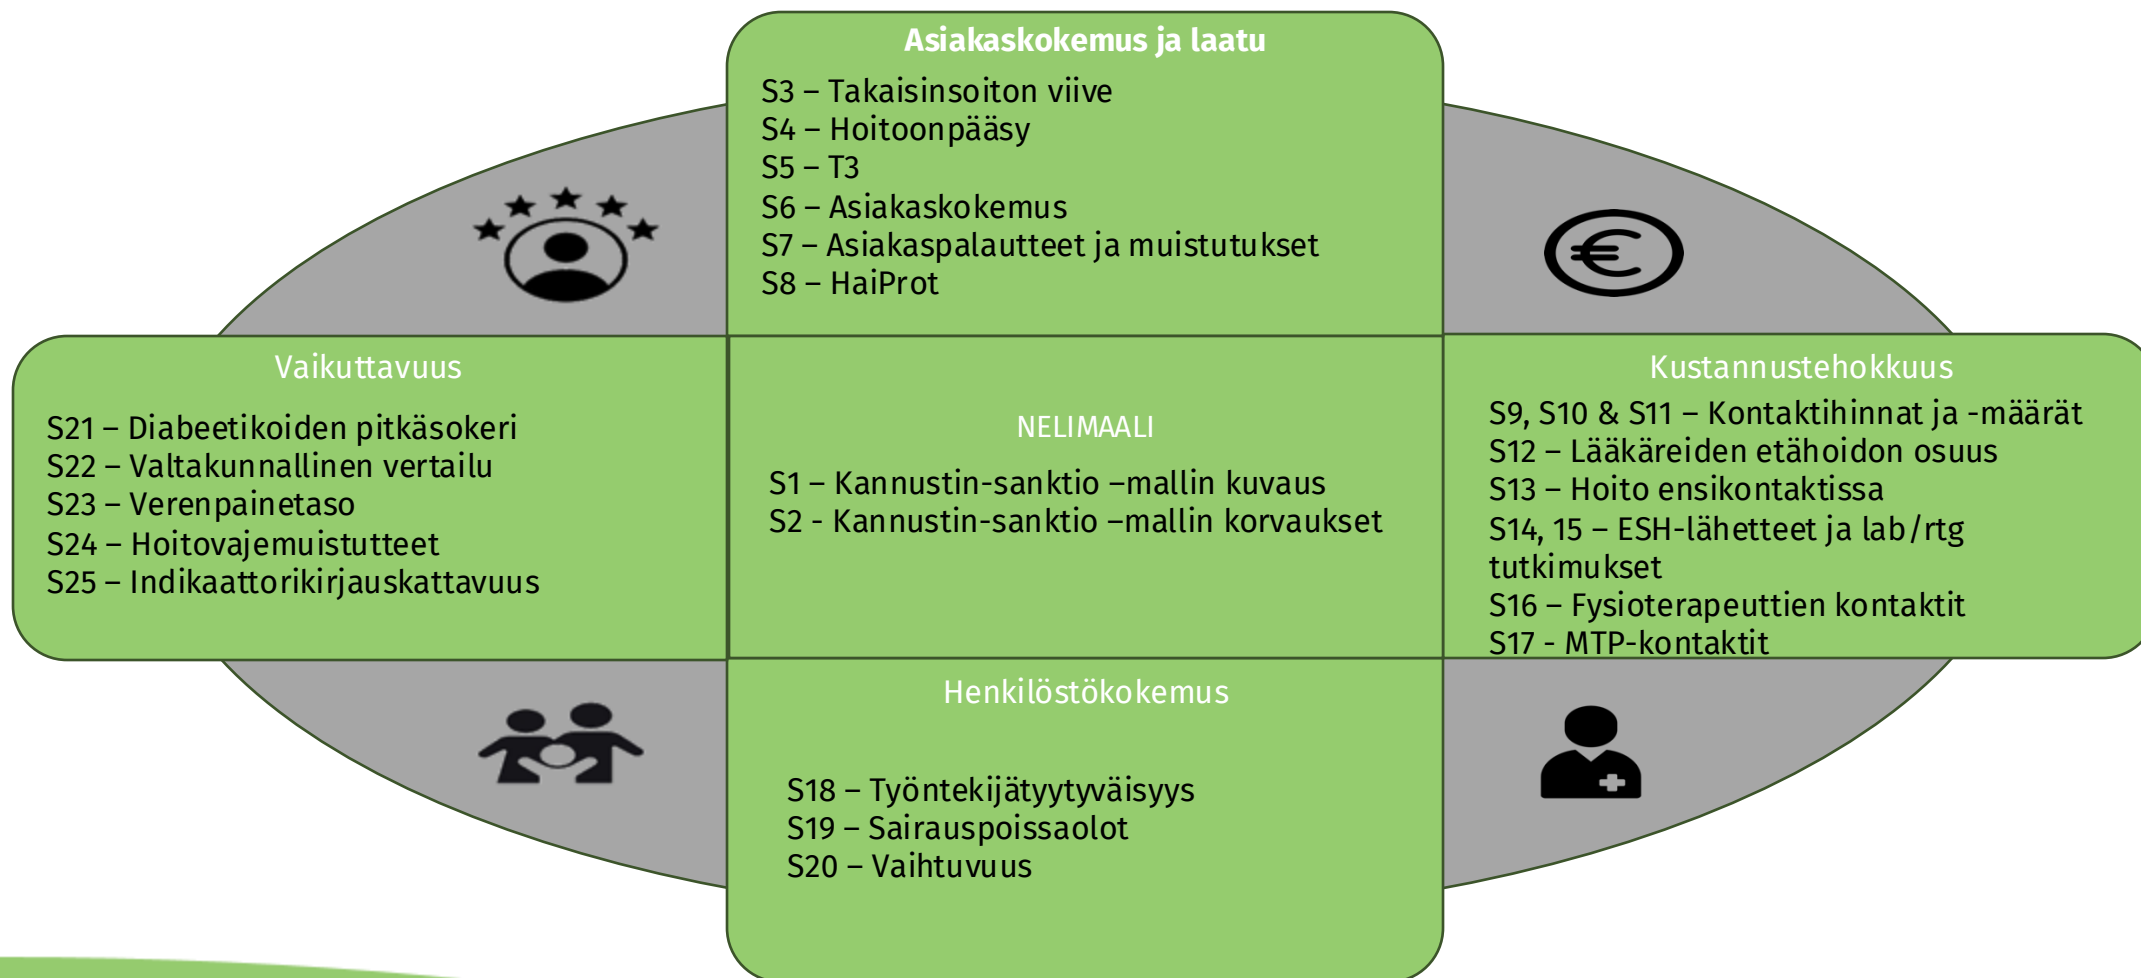 Asiakaskokemus ja laatu
S3 – Takaisinsoiton viive
S4 – Hoitoonpääsy
S5 – T3
S6 – Asiakaskokemus
S7 – Asiakaspalautteet ja muistutukset
S8 – HaiProt
Vaikuttavuus
S21 – Diabeetikoiden pitkäsokeri
S22 – Valtakunnallinen vertailu
S23 – Verenpainetaso
S24 – Hoitovajemuistutteet
S25 – Indikaattorikirjauskattavuus
NELIMAALI
S1 – Kannustin-sanktio –mallin kuvaus
S2 - Kannustin-sanktio –mallin korvaukset
Kustannustehokkuus
S9, S10 & S11 – Kontaktihinnat ja -määrät
S12 – Lääkäreiden etähoidon osuus
S13 – Hoito ensikontaktissa
S14, 15 – ESH-lähetteet ja lab/rtg
tutkimukset
S16 – Fysioterapeuttien kontaktit
S17 - MTP-kontaktit
Henkilöstökokemus
S18 – Työntekijätyytyväisyys
S19 – Sairauspoissaolot
S20 – Vaihtuvuus